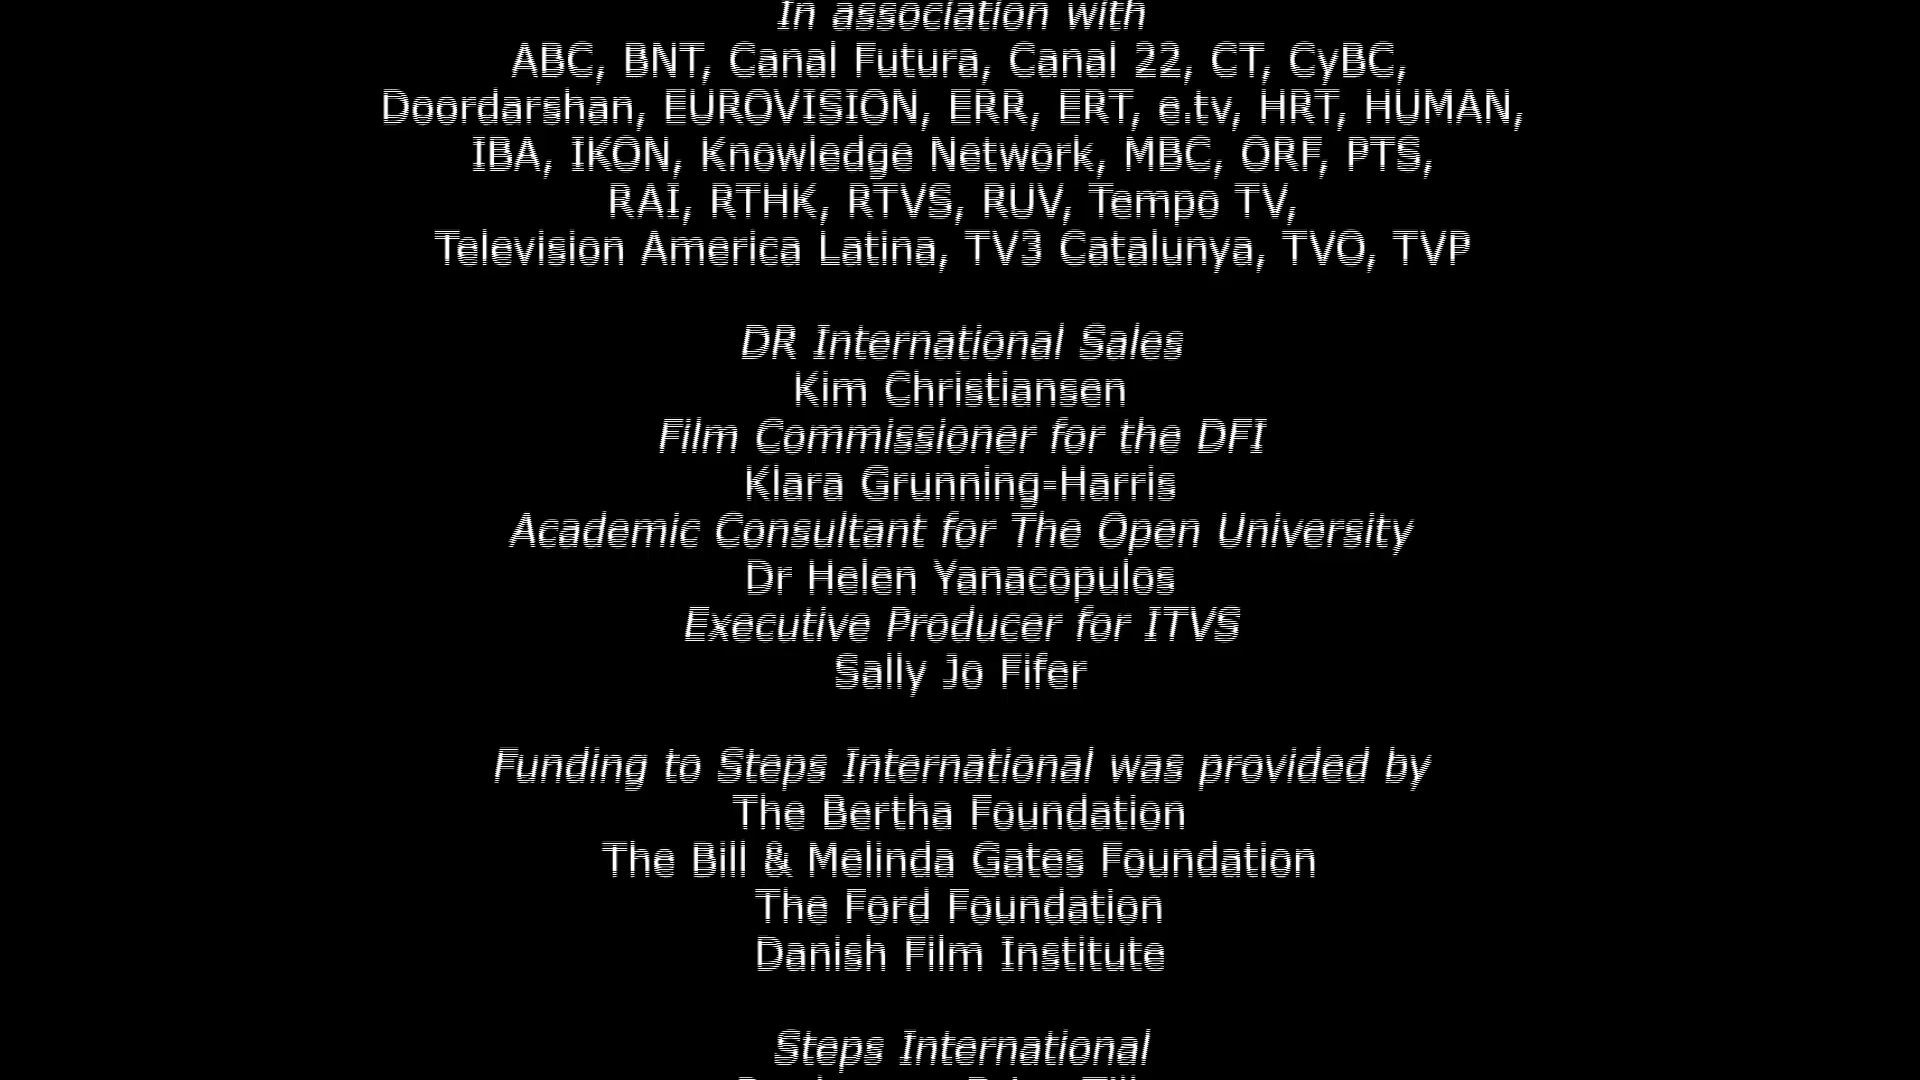 In association with
ABC, BNT, Canal Futura, Canal 22, CT, CyBC,
Doordarshan, EUROVISION, ERR, ERT, e.tv, HRT, HUMAN,
IBA, IKON, Knowledge Network, MBC, ORF, PTS,
RAI, RTHK, RTVS, RUV, Tempo TV,
Television America Latina, TV3 Catalunya, TVO, TVP
DR International Sales
Kim Christiansen
Film Commissioner for the DFI
Klara Grunning-Harris
Academic Consultant for The Open University
Dr Helen Yanacopulos
Executive Producer for ITVS
Sally Jo Fifer
Funding to Steps International was provided by
The Bertha Foundation
The Bill & Melinda Gates Foundation
The Ford Foundation
Danish Film Institute
Steps International